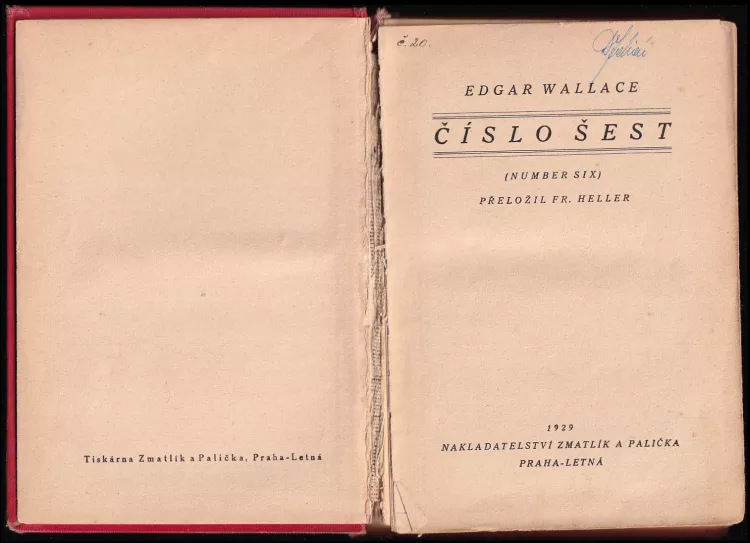 Tiskárna Zmatlík a Palička, Praha-Letná
č. 20.
EDGAR WALLACE
ČÍSLO ŠEST
(NUMBER SIX)
PŘELOŽIL FR. HELLER
1929
NAKLADATELSTVÍ ZMATLÍK A PALIČKA
PRAHA-LETNÁ